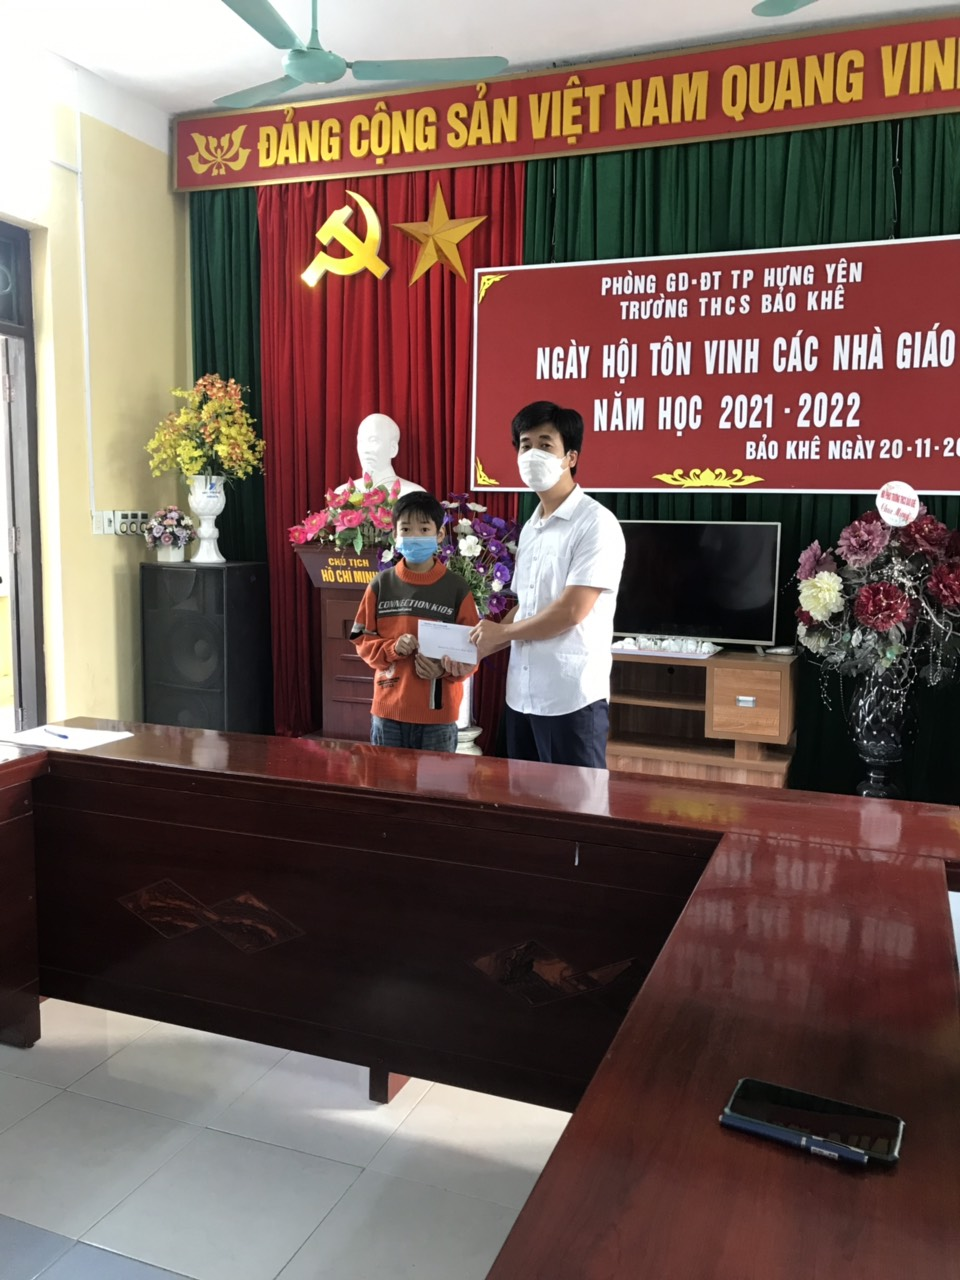 ĐẢNG CỘNG SẢN VIỆT NAM QUANG VIN
PHÒNG GD-ĐT TP HƯNG YÊN
TRƯỜNG THCS BẢO KHÊ
NGÀY HỘI TÔN VINH CÁC NHÀ GIÁO
NĂM HỌC 2021-2022
BẢO KHÊ NGÀY 20-11-20
CHỦ TỊCH
HỒ CHÍ MINH
CONNECTION KIDS